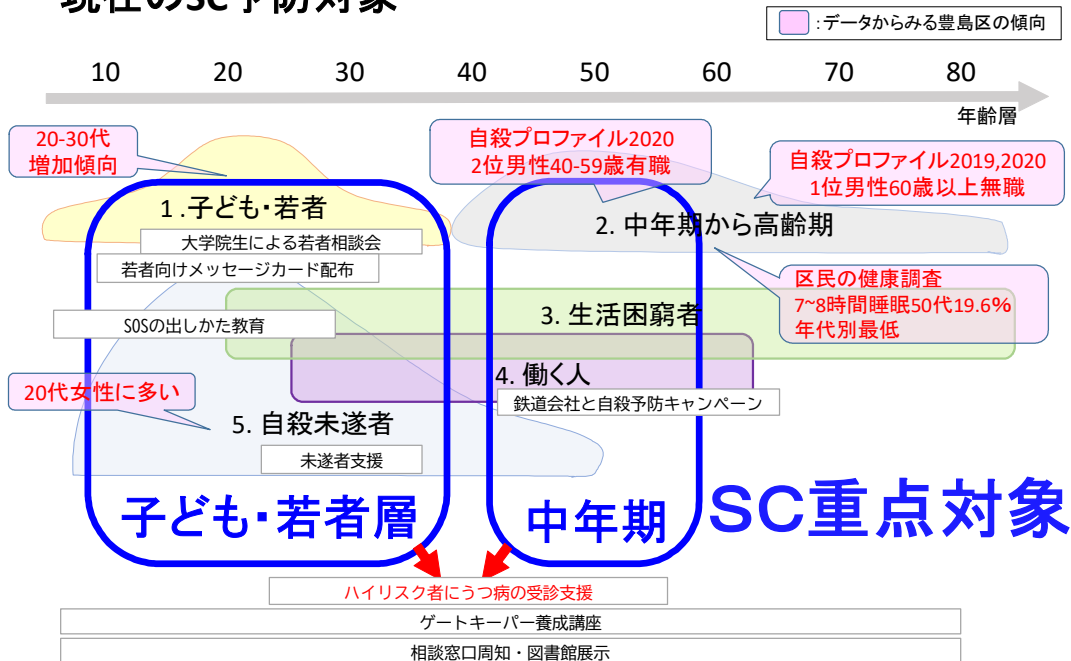 現在のSC予防対象
:データからみる豊島区の傾向
10 20 30 40 50 60 70 80
年齢層
20-30代
増加傾向
自殺プロファイル2020
2位男性40-59歳有職
自殺プロファイル2019,2020
1位男性60歳以上無職
1.子ども・若者
2. 中年期から高齢期
大学院生による若者相談会
若者向けメッセージカード配布
区民の健康調査
7~8時間睡眠50代19.6%
年代別最低
3. 生活困窮者
SOSの出しかた教育
4. 働く人
20代女性に多い
鉄道会社と自殺予防キャンペーン
5. 自殺未遂者
未遂者支援
子ども・若者層
中年期
SC重点対象
ハイリスク者にうつ病の受診支援
ゲートキーパー養成講座
相談窓口周知・図書館展示